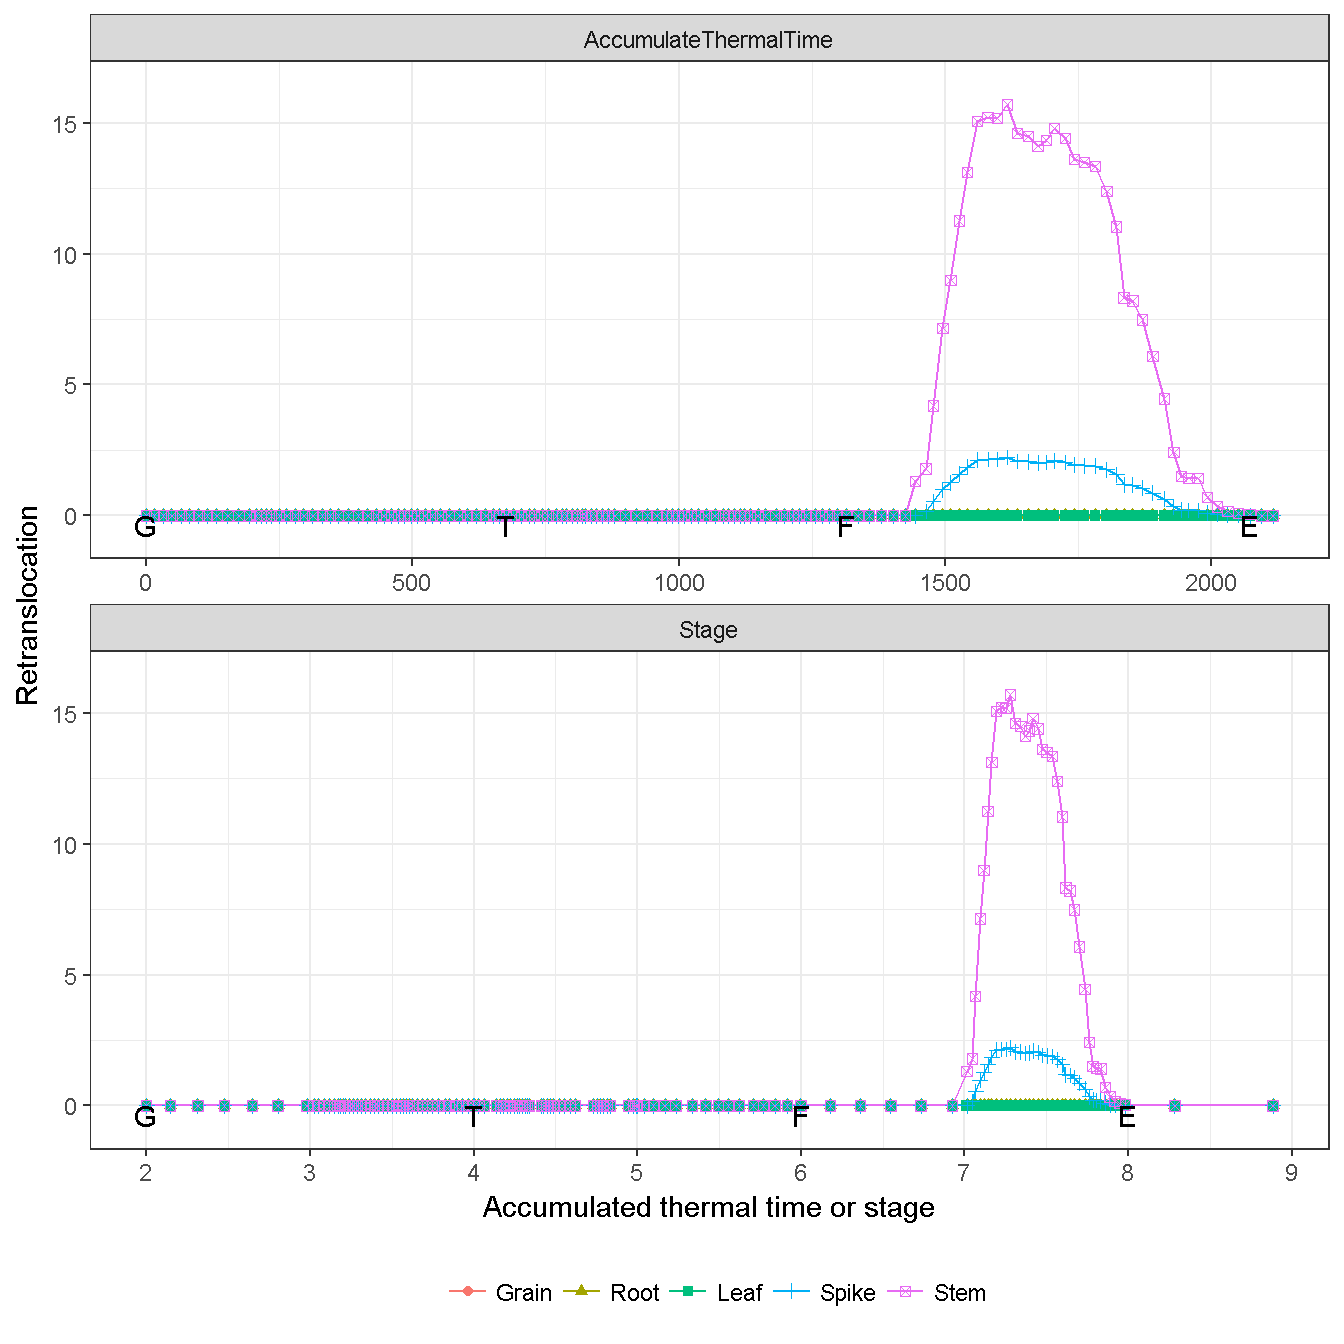 AccumulateThermalTime
15
10
5
0
G T F E
0 500 1000 1500 2000
Retranslocation
Stage
15
10
5
0
G T F E
2 3 4 5 6 7 8 9
Accumulated thermal time or stage
Grain Root Leaf Spike Stem